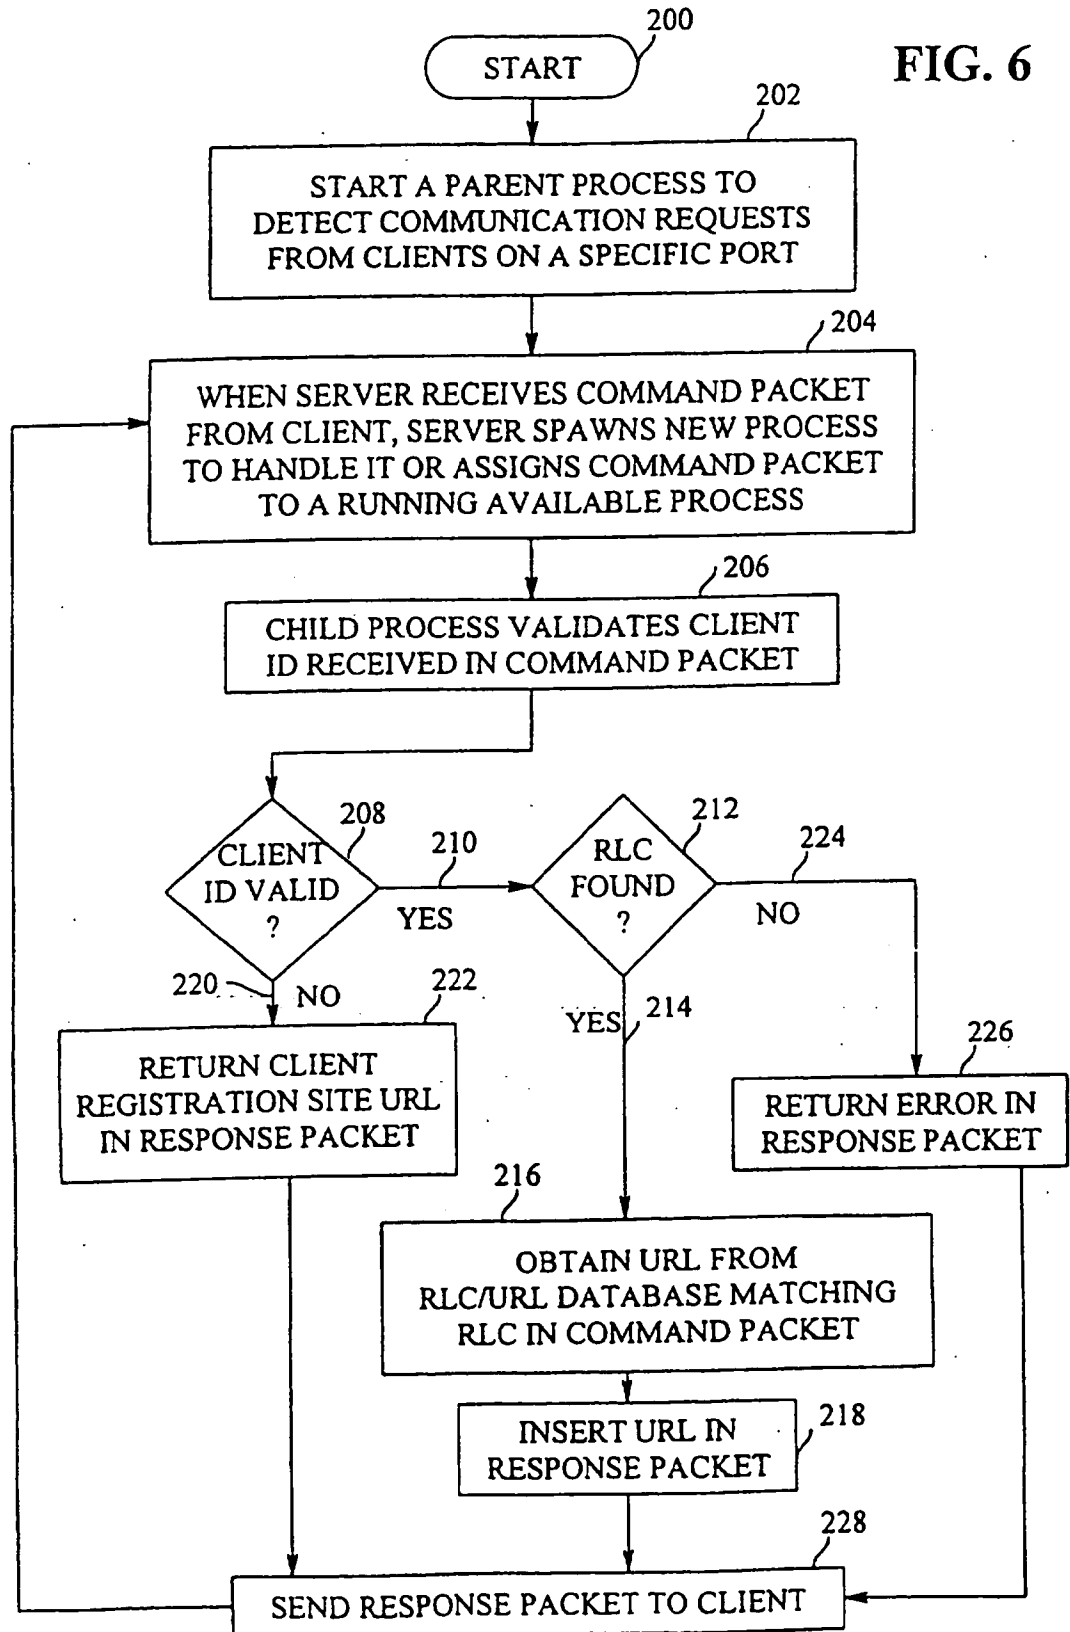 200
START
FIG. 6
202
START A PARENT PROCESS TO
DETECT COMMUNICATION REQUESTS
FROM CLIENTS ON A SPECIFIC PORT
204
WHEN SERVER RECEIVES COMMAND PACKET
FROM CLIENT, SERVER SPAWNS NEW PROCESS
TO HANDLE IT OR ASSIGNS COMMAND PACKET
TO A RUNNING AVAILABLE PROCESS
206
CHILD PROCESS VALIDATES CLIENT
ID RECEIVED IN COMMAND PACKET
208
CLIENT
ID VALID
?
210
YES
212
RLC
FOUND
?
224
NO
220
NO
222
RETURN CLIENT
REGISTRATION SITE URL
IN RESPONSE PACKET
YES
214
226
RETURN ERROR IN
RESPONSE PACKET
216
OBTAIN URL FROM
RLC/URL DATABASE MATCHING
RLC IN COMMAND PACKET
INSERT URL IN
RESPONSE PACKET
218
228
SEND RESPONSE PACKET TO CLIENT